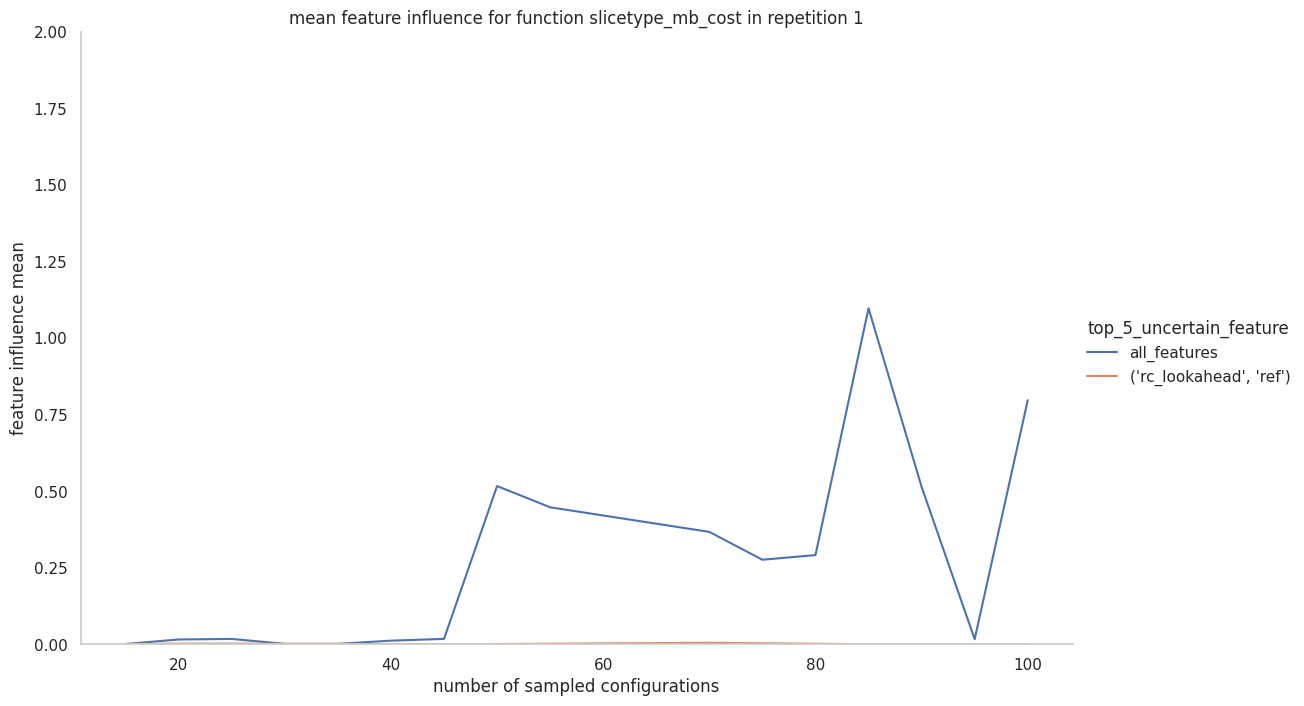 mean feature influence for function slicetype_mb_cost in repetition 1
2.00
1.75
1.50
1.25
1.00
0.75
0.50
0.25
0.00
feature influence mean
20
40
60
80
100
number of sampled configurations
top_5_uncertain_feature
all_features
('rc_lookahead', 'ref')